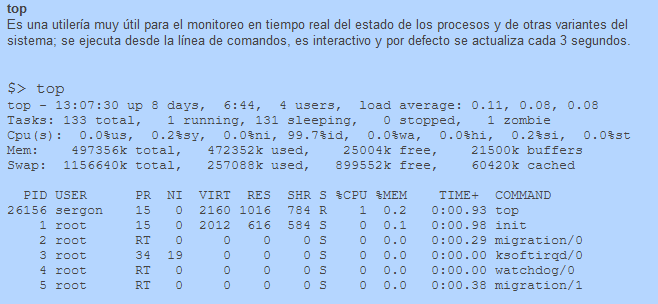 top
Es una utilería muy útil para el monitoreo en tiempo real del estado de los procesos y de otras variantes del
sistema; se ejecuta desde la línea de comandos, es interactivo y por defecto se actualiza cada 3 segundos.
$> top
top - 13:07:30 up 8 days,  6:44,  4 users,  load average: 0.11, 0.08, 0.08
Tasks: 133 total,   1 running, 131 sleeping,   0 stopped,   1 zombie
Cpu(s):  0.0%us,  0.2%sy,  0.0%ni, 99.7%id,  0.0%wa,  0.0%hi,  0.2%si,  0.0%st
Mem:    497356k total,   472352k used,    25004k free,    21500k buffers
Swap:  1156640k total,   257088k used,   899552k free,    60420k cached
  PID USER      PR  NI  VIRT  RES  SHR S %CPU %MEM    TIME+  COMMAND
26156 sergon    15   0  2160 1016  784 R    1  0.2   0:00.93 top
    1 root      15   0  2012  616  584 S    0  0.1   0:00.98 init
    2 root      RT   0     0    0    0 S    0  0.0   0:00.29 migration/0
    3 root      34  19     0    0    0 S    0  0.0   0:00.00 ksoftirqd/0
    4 root      RT   0     0    0    0 S    0  0.0   0:00.00 watchdog/0
    5 root      RT   0     0    0    0 S    0  0.0   0:00.38 migration/1